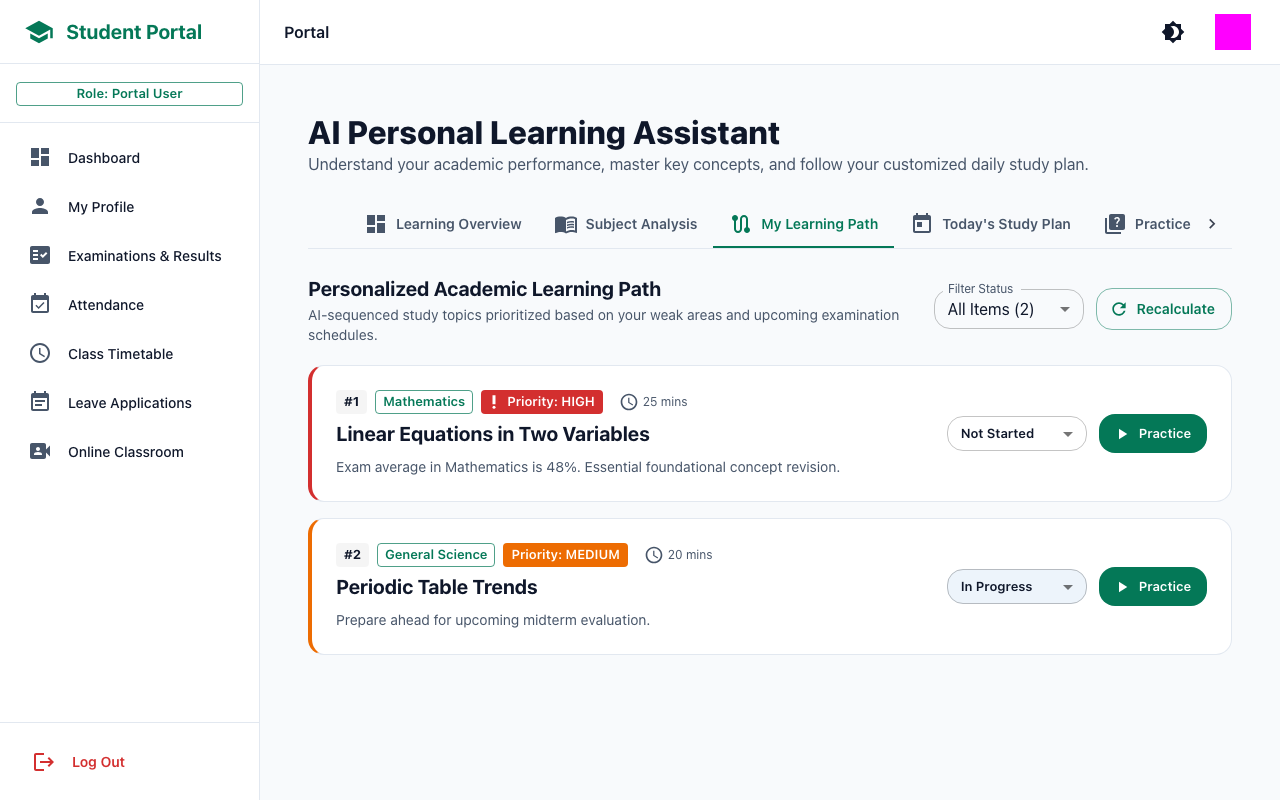 Student Portal
Portal
Role: Portal User
Dashboard
My Profile
Examinations & Results
Attendance
Class Timetable
Leave Applications
Online Classroom
Log Out
AI Personal Learning Assistant
Understand your academic performance, master key concepts, and follow your customized daily study plan.
Learning Overview
Subject Analysis
My Learning Path
Today's Study Plan
Practice
Personalized Academic Learning Path
AI-sequenced study topics prioritized based on your weak areas and upcoming examination
schedules.
Filter Status
All Items (2)
Recalculate
#1
Mathematics
Priority: HIGH
25 mins
Linear Equations in Two Variables
Exam average in Mathematics is 48%. Essential foundational concept revision.
Not Started
Practice
#2
General Science
Priority: MEDIUM
20 mins
Periodic Table Trends
Prepare ahead for upcoming midterm evaluation.
In Progress
Practice